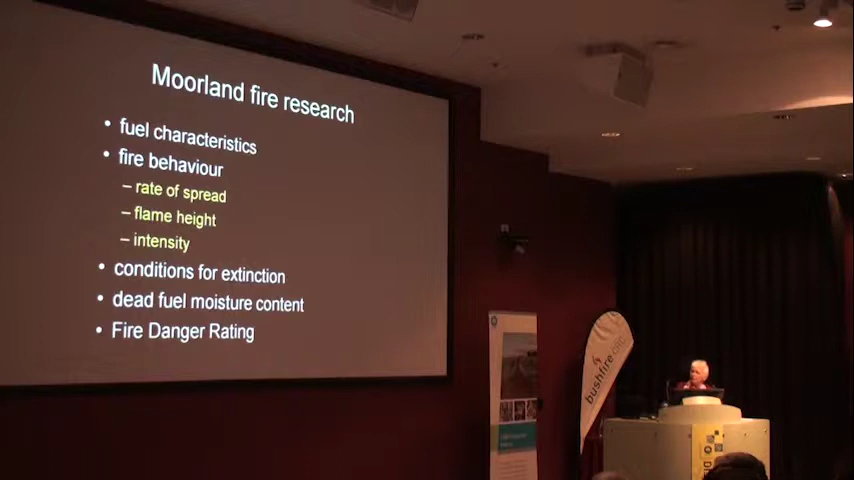 Moorland fire research
• fuel characteristics
• fire behaviour
– rate of spread
– flame height
– intensity
• conditions for extinction
• dead fuel moisture content
• Fire Danger Rating
bushfire CRC